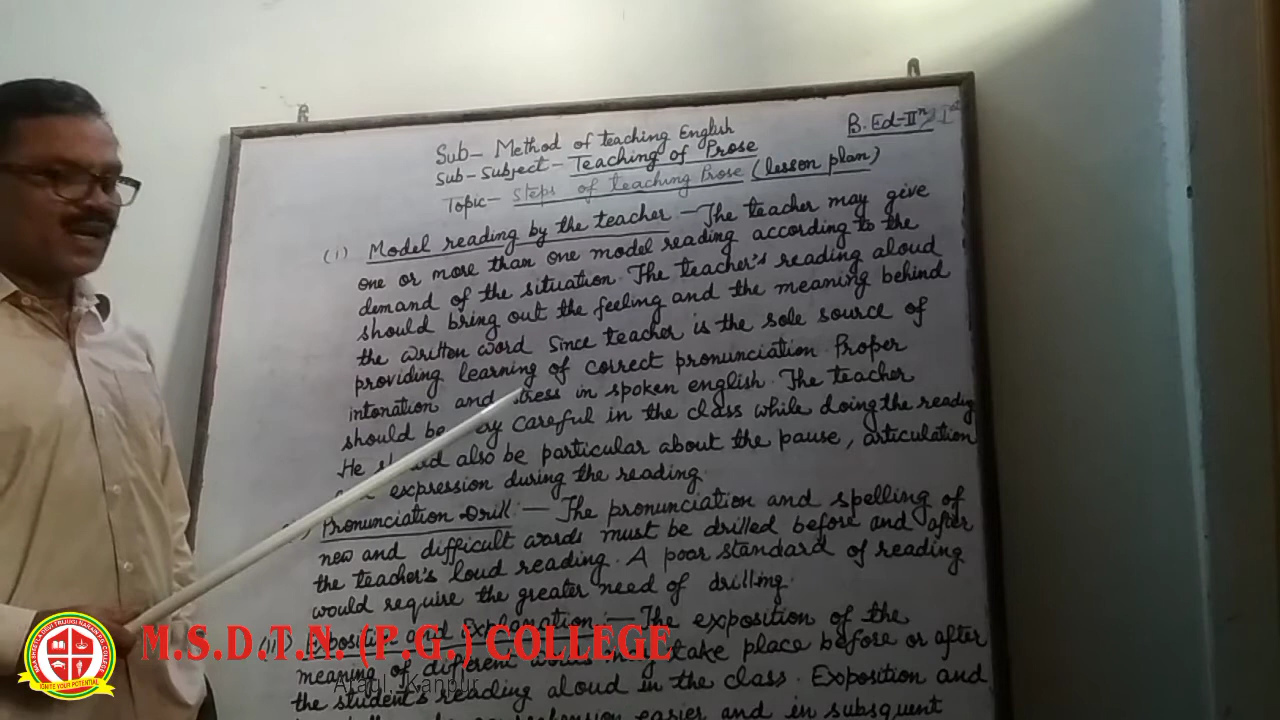 B. Ed-II
Sub- Method of teaching English
Sub-Subject- Teaching of Prose
Topic- Steps of teaching Prose (lesson plan)
(i) Model reading by the teacher - The teacher may give
one or more than one model reading according to the
demand of the situation. The teacher's reading aloud
should bring out the feeling and the meaning behind
the written word Since teacher is the sole source of
providing learning of correct pronunciation. Proper
intonation and stress in spoken english. The teacher
should be careful in the class while doing the reading
He also be particular about the pause, articulation
expression during the reading.
Pronunciation Drill:- The pronunciation and spelling of
new and difficult words must be drilled before and after
the teacher's loud reading. A poor standard of reading
would require the greater need of drilling.
and Explanation:- The exposition of the
meaning of different take place before or after
the student's reading aloud in the class. Exposition and
easier and in subsquent
M.S.D.T.N. (P.G.) COLLEGE
Kanpur
IGNITE YOUR POTENTIAL